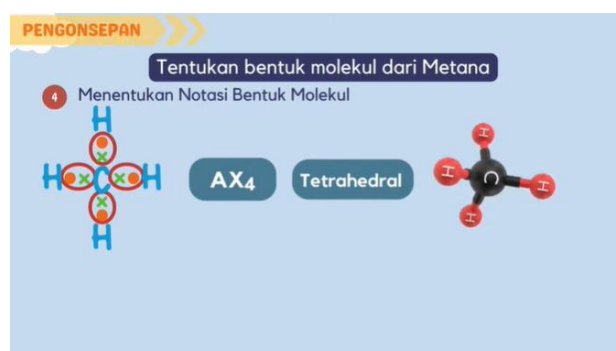 PENGONSEPAN
Tentukan bentuk molekul dari Metana
4 Menentukan Notasi Bentuk Molekul
H
H C H
H
AX₄
Tetrahedral
H
H C H
H